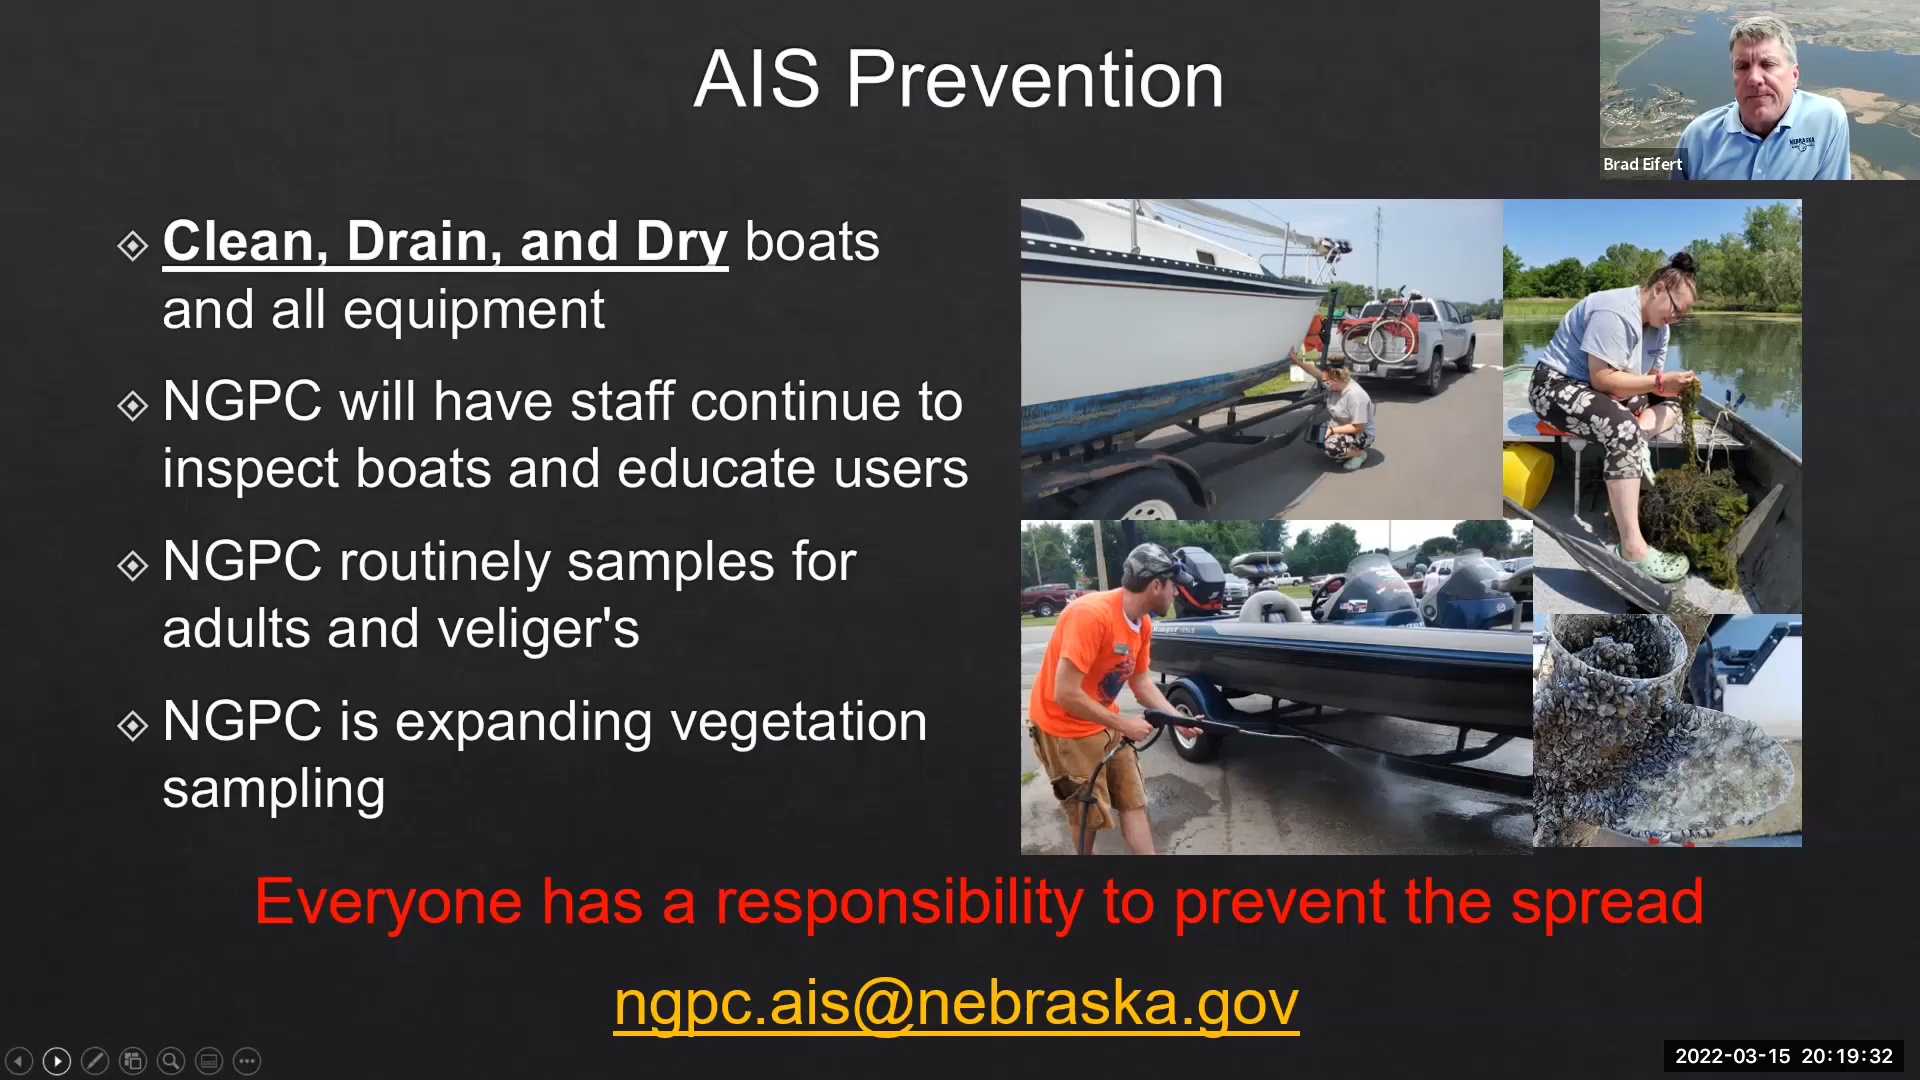 AIS Prevention
Brad Eifert
NEBRASKA
Clean, Drain, and Dry boats
and all equipment
NGPC will have staff continue to
inspect boats and educate users
NGPC routinely samples for
adults and veliger's
NGPC is expanding vegetation
sampling
Everyone has a responsibility to prevent the spread
ngpc.ais@nebraska.gov
2022-03-15 20:19:32